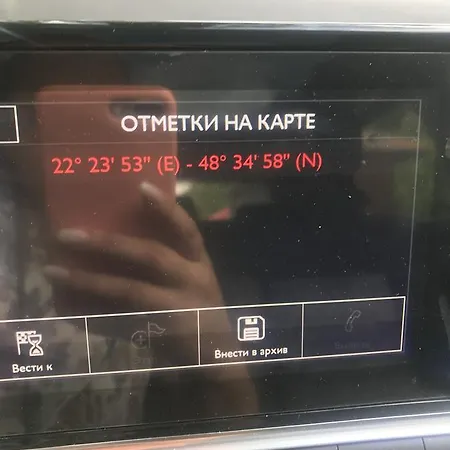 ОТМЕТКИ НА КАРТЕ
22° 23' 53" (E) - 48° 34' 58" (N)
Вести к
Внести в архив